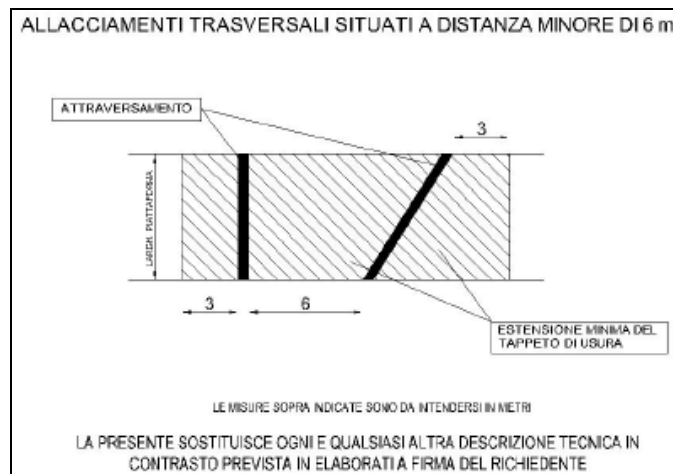 ALLACCIAMENTI TRASVERSALI SITUATI A DISTANZA MINORE DI 6 m
ATTRAVERSAMENTO
3
LARGH. PIATTAFORMA
3
6
ESTENSIONE MINIMA DEL
TAPPETO DI USURA
LE MISURE SOPRA INDICATE SONO DA INTENDERSI IN METRI
LA PRESENTE SOSTITUISCE OGNI E QUALSIASI ALTRA DESCRIZIONE TECNICA IN
CONTRASTO PREVISTA IN ELABORATI A FIRMA DEL RICHIEDENTE